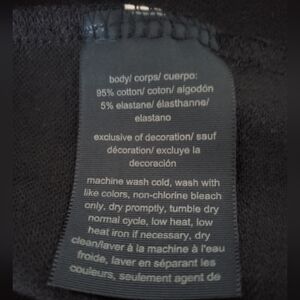 body/ corps/ cuerpo:
95% cotton/ coton/ algodón
5% elastane/ élasthanne/
elastano
exclusive of decoration/ sauf
décoration/ excluye la
decoración
machine wash cold, wash with
like colors, non-chlorine bleach
only, dry promptly, tumble dry
normal cycle, low heat, low
heat iron if necessary, dry
clean/laver à la machine à l'eau
froide, laver en séparant les
couleurs, seulement agent de